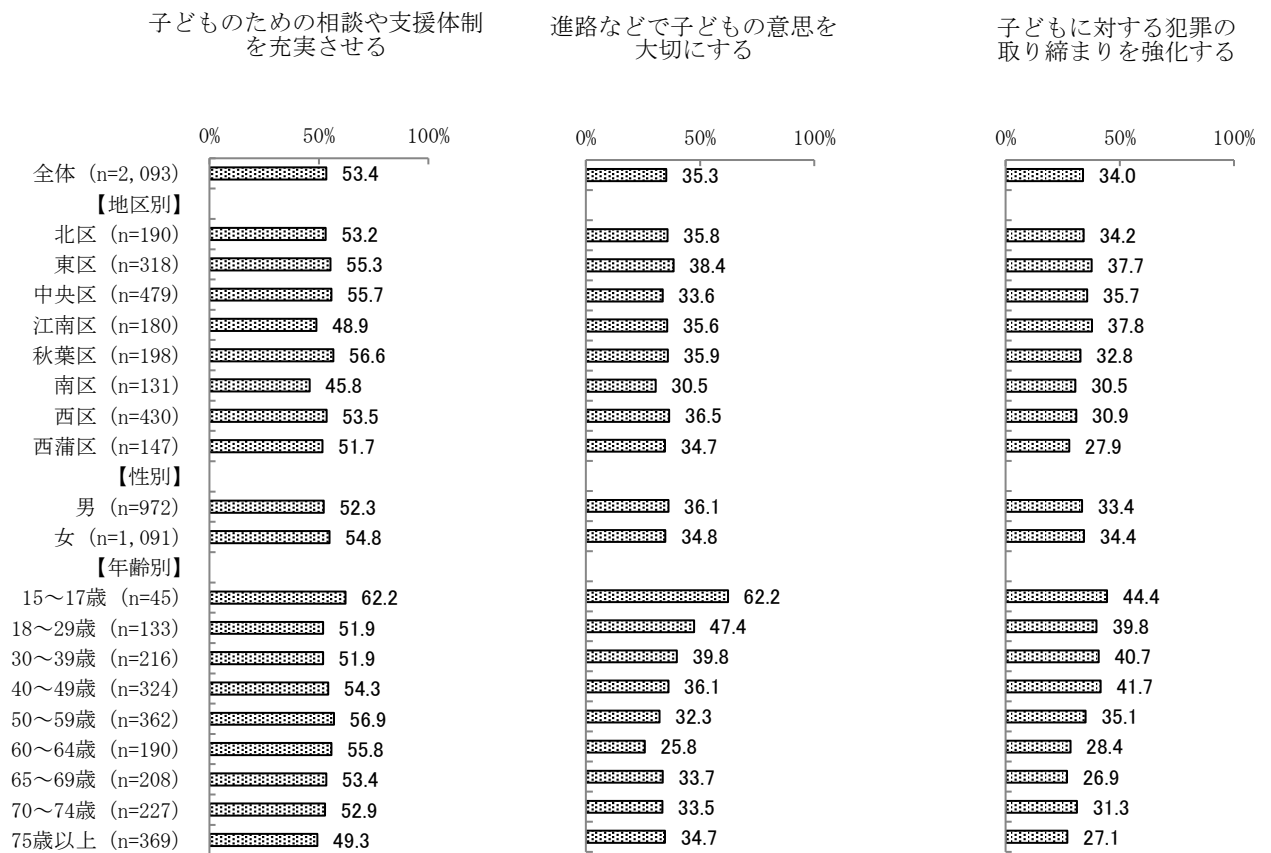 子どものための相談や支援体制
を充実させる
進路などで子どもの意思を
大切にする
子どもに対する犯罪の
取り締まりを強化する
0% 50% 100% 0% 50% 100% 0% 50% 100%
全体 (n=2,093) 53.4 35.3 34.0
【地区別】
北区 (n=190) 53.2 35.8 34.2
東区 (n=318) 55.3 38.4 37.7
中央区 (n=479) 55.7 33.6 35.7
江南区 (n=180) 48.9 35.6 37.8
秋葉区 (n=198) 56.6 35.9 32.8
南区 (n=131) 45.8 30.5 30.5
西区 (n=430) 53.5 36.5 30.9
西蒲区 (n=147) 51.7 34.7 27.9
【性別】
男 (n=972) 52.3 36.1 33.4
女 (n=1,091) 54.8 34.8 34.4
【年齢別】
15～17歳 (n=45) 62.2 62.2 44.4
18～29歳 (n=133) 51.9 47.4 39.8
30～39歳 (n=216) 51.9 39.8 40.7
40～49歳 (n=324) 54.3 36.1 41.7
50～59歳 (n=362) 56.9 32.3 35.1
60～64歳 (n=190) 55.8 25.8 28.4
65～69歳 (n=208) 53.4 33.7 26.9
70～74歳 (n=227) 52.9 33.5 31.3
75歳以上 (n=369) 49.3 34.7 27.1